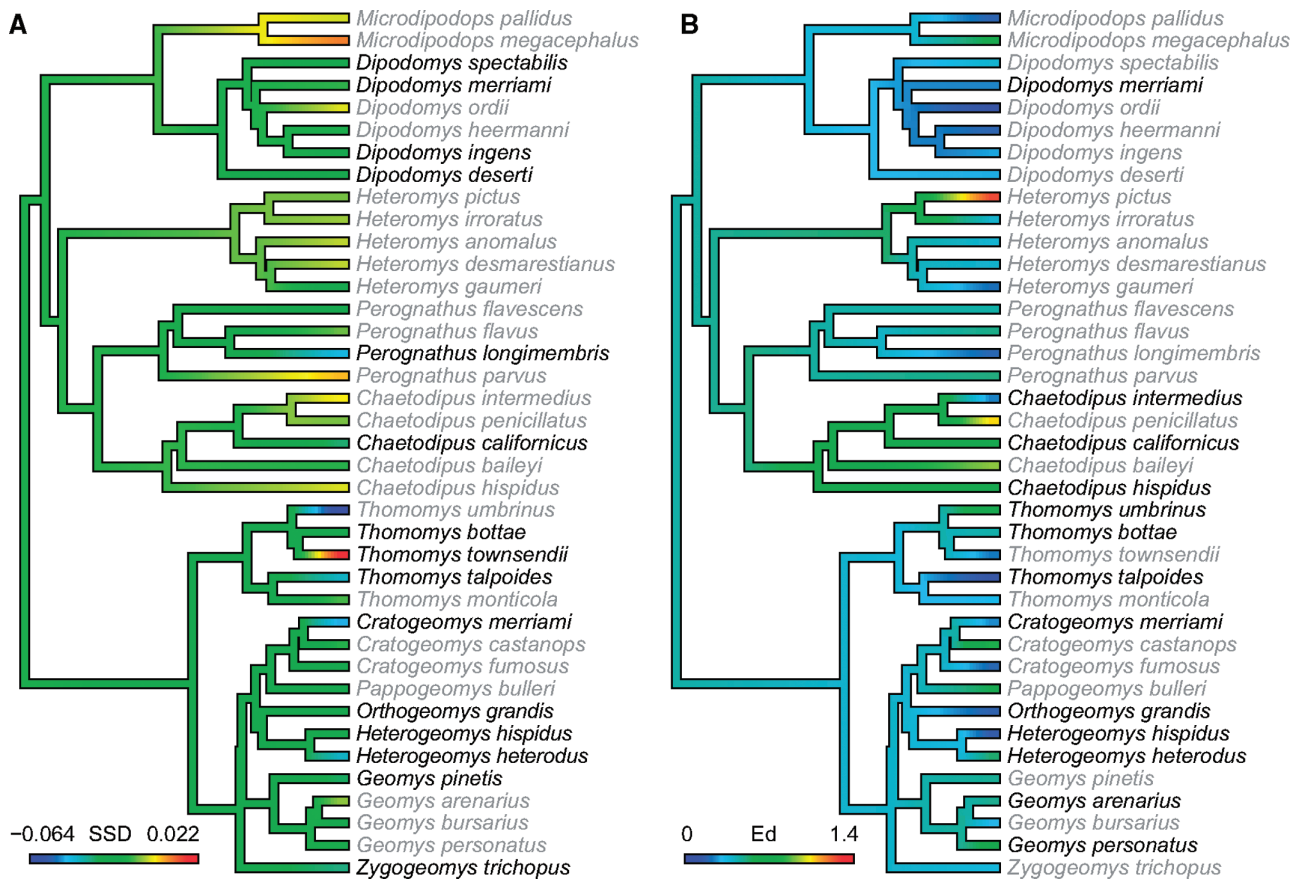 A
Microdipodops pallidus
Microdipodops megacephalus
Dipodomys spectabilis
Dipodomys merriami
Dipodomys ordii
Dipodomys heermanni
Dipodomys ingens
Dipodomys deserti
Heteromys pictus
Heteromys irroratus
Heteromys anomalus
Heteromys desmarestianus
Heteromys gaumeri
Perognathus flavescens
Perognathus flavus
Perognathus longimembris
Perognathus parvus
Chaetodipus intermedius
Chaetodipus penicillatus
Chaetodipus californicus
Chaetodipus baileyi
Chaetodipus hispidus
Thomomys umbrinus
Thomomys bottae
Thomomys townsendii
Thomomys talpoides
Thomomys monticola
Cratogeomys merriami
Cratogeomys castanops
Cratogeomys fumosus
Pappogeomys bulleri
Orthogeomys grandis
Heterogeomys hispidus
Heterogeomys heterodus
Geomys pinetis
Geomys arenarius
Geomys bursarius
Geomys personatus
Zygogeomys trichopus
−0.064 SSD 0.022
B
Microdipodops pallidus
Microdipodops megacephalus
Dipodomys spectabilis
Dipodomys merriami
Dipodomys ordii
Dipodomys heermanni
Dipodomys ingens
Dipodomys deserti
Heteromys pictus
Heteromys irroratus
Heteromys anomalus
Heteromys desmarestianus
Heteromys gaumeri
Perognathus flavescens
Perognathus flavus
Perognathus longimembris
Perognathus parvus
Chaetodipus intermedius
Chaetodipus penicillatus
Chaetodipus californicus
Chaetodipus baileyi
Chaetodipus hispidus
Thomomys umbrinus
Thomomys bottae
Thomomys townsendii
Thomomys talpoides
Thomomys monticola
Cratogeomys merriami
Cratogeomys castanops
Cratogeomys fumosus
Pappogeomys bulleri
Orthogeomys grandis
Heterogeomys hispidus
Heterogeomys heterodus
Geomys pinetis
Geomys arenarius
Geomys bursarius
Geomys personatus
Zygogeomys trichopus
0 Ed 1.4